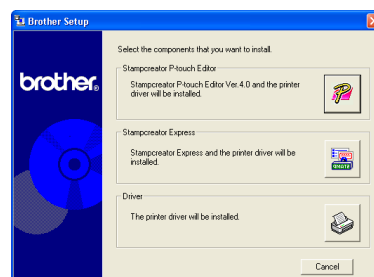 Brother Setup
Select the components that you want to install.
brother®
Stampcreator P-touch Editor
Stampcreator P-touch Editor Ver.4.0 and the printer
driver will be installed.
Stampcreator Express
Stampcreator Express and the printer driver will be
installed.
Driver
The printer driver will be installed.
Cancel